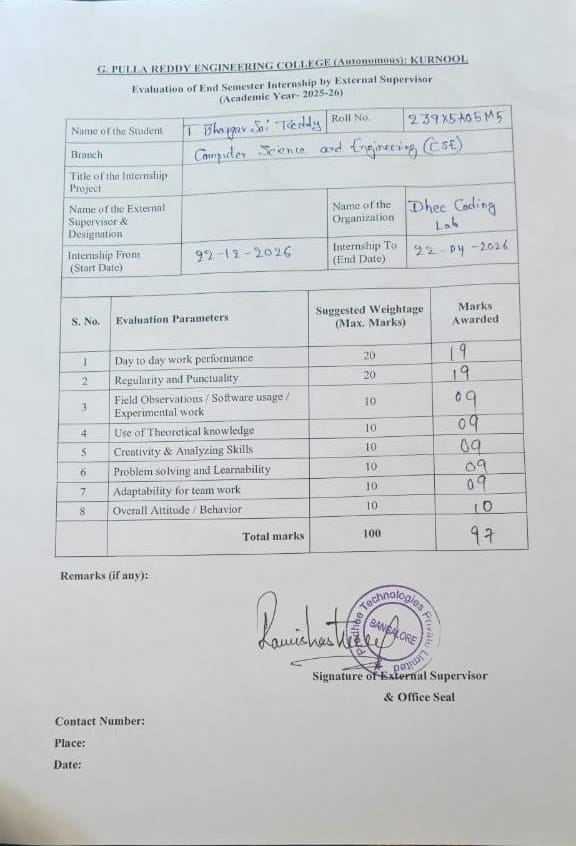 G. PULLA REDDY ENGINEERING COLLEGE (Autonomous): KURNOOL
Evaluation of End Semester Internship by External Supervisor
(Academic Year- 2025-26)
Name of the Student T. Bhargav Sai Reddy Roll No. 239X5A05M5
Branch Computer Science and Engineering (CSE)
Title of the Internship
Project
Name of the External
Supervisor &
Designation
Name of the
Organization
Dhee Coding
Lab
Internship From
(Start Date)
22-12-2026
Internship To
(End Date)
22-04-2026
S. No. Evaluation Parameters Suggested Weightage
(Max. Marks)
Marks
Awarded
1 Day to day work performance 20 19
2 Regularity and Punctuality 20 19
3 Field Observations / Software usage /
Experimental work 10 09
4 Use of Theoretical knowledge 10 09
5 Creativity & Analyzing Skills 10 09
6 Problem solving and Learnability 10 09
7 Adaptability for team work 10 09
8 Overall Attitude / Behavior 10 10
Total marks 100 97
Remarks (if any):
Technologies Private Limited
BANGALORE
Signature of External Supervisor
& Office Seal
Contact Number:
Place:
Date: